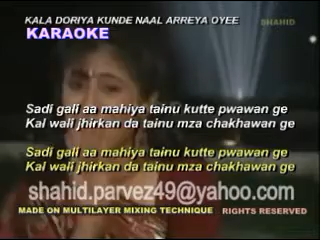 KALA DORIYA KUNDE NAAL ARREYA OYEE
SHAHID
KARAOKE
Sadi gali aa mahiya tainu kutte pwawan ge
Kal wali jhirkan da tainu mza chakhawan ge
Sadi gali aa mahiya tainu kutte pwawan ge
Kal wali jhirkan da tainu mza chakhawan ge
shahid.parvez49@yahoo.com
MADE ON MULTILAYER MIXING TECHNIQUE RIGHTS RESERVED